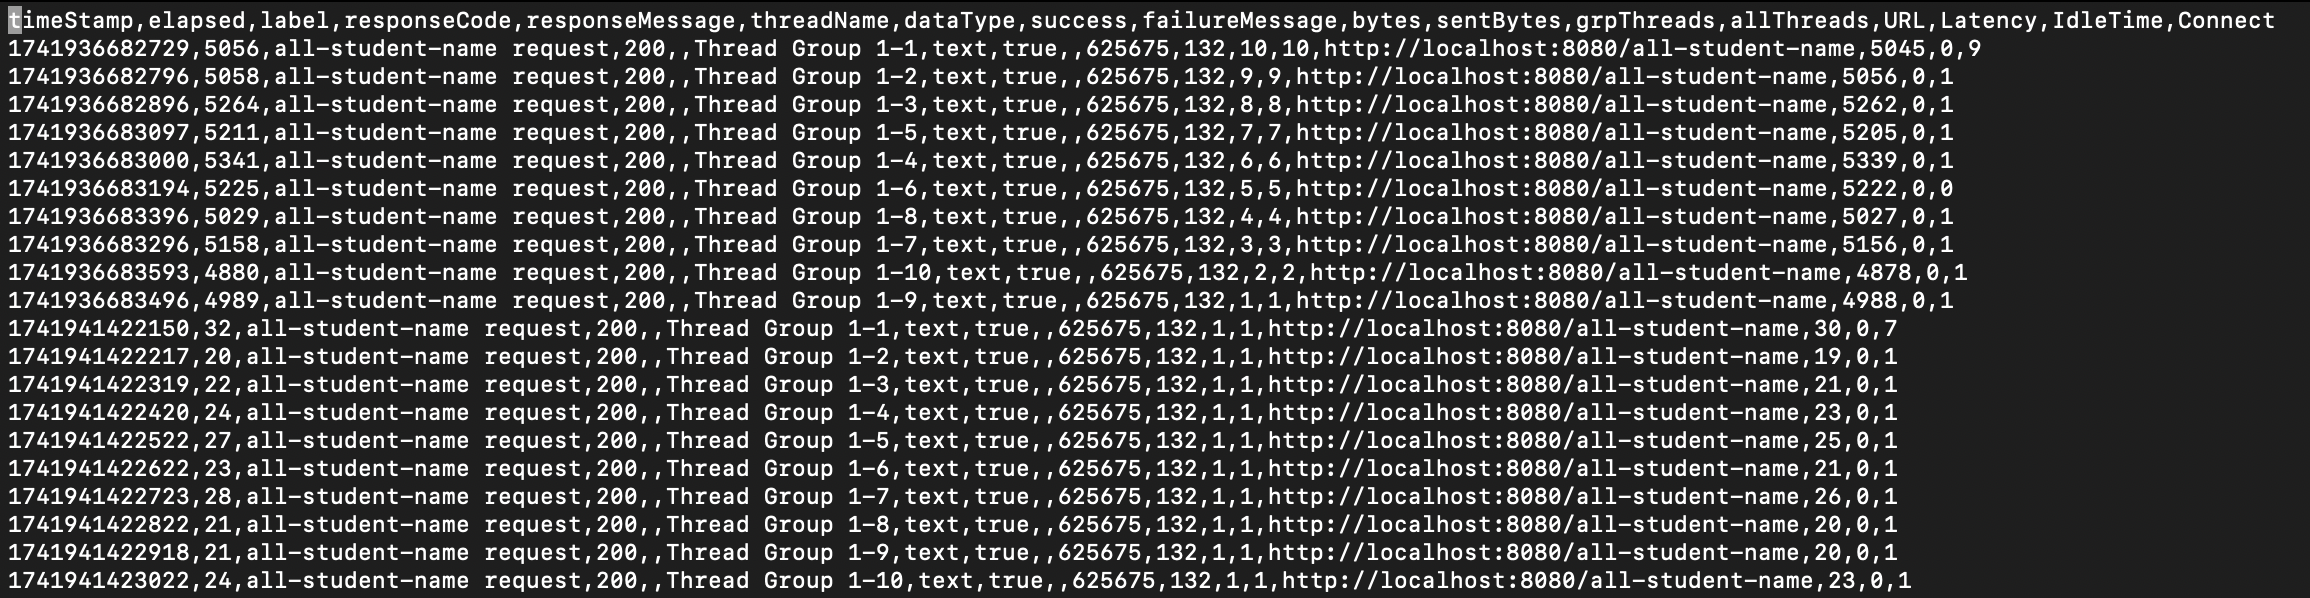 timeStamp,elapsed,label,responseCode,responseMessage,threadName,dataType,success,failureMessage,bytes,sentBytes,grpThreads,allThreads,URL,Latency,IdleTime,Connect
1741936682729,5056,all-student-name request,200,,Thread Group 1-1,text,true,,625675,132,10,10,http://localhost:8080/all-student-name,5045,0,9
1741936682796,5058,all-student-name request,200,,Thread Group 1-2,text,true,,625675,132,9,9,http://localhost:8080/all-student-name,5056,0,1
1741936682896,5264,all-student-name request,200,,Thread Group 1-3,text,true,,625675,132,8,8,http://localhost:8080/all-student-name,5262,0,1
1741936683097,5211,all-student-name request,200,,Thread Group 1-5,text,true,,625675,132,7,7,http://localhost:8080/all-student-name,5205,0,1
1741936683000,5341,all-student-name request,200,,Thread Group 1-4,text,true,,625675,132,6,6,http://localhost:8080/all-student-name,5339,0,1
1741936683194,5225,all-student-name request,200,,Thread Group 1-6,text,true,,625675,132,5,5,http://localhost:8080/all-student-name,5222,0,0
1741936683396,5029,all-student-name request,200,,Thread Group 1-8,text,true,,625675,132,4,4,http://localhost:8080/all-student-name,5027,0,1
1741936683296,5158,all-student-name request,200,,Thread Group 1-7,text,true,,625675,132,3,3,http://localhost:8080/all-student-name,5156,0,1
1741936683593,4880,all-student-name request,200,,Thread Group 1-10,text,true,,625675,132,2,2,http://localhost:8080/all-student-name,4878,0,1
1741936683496,4989,all-student-name request,200,,Thread Group 1-9,text,true,,625675,132,1,1,http://localhost:8080/all-student-name,4988,0,1
1741941422150,32,all-student-name request,200,,Thread Group 1-1,text,true,,625675,132,1,1,http://localhost:8080/all-student-name,30,0,7
1741941422217,20,all-student-name request,200,,Thread Group 1-2,text,true,,625675,132,1,1,http://localhost:8080/all-student-name,19,0,1
1741941422319,22,all-student-name request,200,,Thread Group 1-3,text,true,,625675,132,1,1,http://localhost:8080/all-student-name,21,0,1
1741941422420,24,all-student-name request,200,,Thread Group 1-4,text,true,,625675,132,1,1,http://localhost:8080/all-student-name,23,0,1
1741941422522,27,all-student-name request,200,,Thread Group 1-5,text,true,,625675,132,1,1,http://localhost:8080/all-student-name,25,0,1
1741941422622,23,all-student-name request,200,,Thread Group 1-6,text,true,,625675,132,1,1,http://localhost:8080/all-student-name,21,0,1
1741941422723,28,all-student-name request,200,,Thread Group 1-7,text,true,,625675,132,1,1,http://localhost:8080/all-student-name,26,0,1
1741941422822,21,all-student-name request,200,,Thread Group 1-8,text,true,,625675,132,1,1,http://localhost:8080/all-student-name,20,0,1
1741941422918,21,all-student-name request,200,,Thread Group 1-9,text,true,,625675,132,1,1,http://localhost:8080/all-student-name,20,0,1
1741941423022,24,all-student-name request,200,,Thread Group 1-10,text,true,,625675,132,1,1,http://localhost:8080/all-student-name,23,0,1